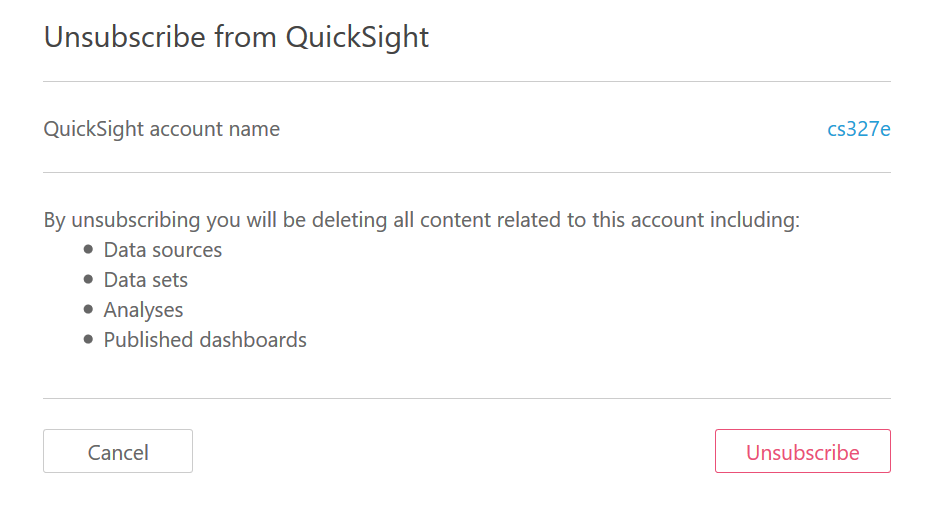 Unsubscribe from QuickSight
QuickSight account name cs327e
By unsubscribing you will be deleting all content related to this account including:
• Data sources
• Data sets
• Analyses
• Published dashboards
Cancel Unsubscribe